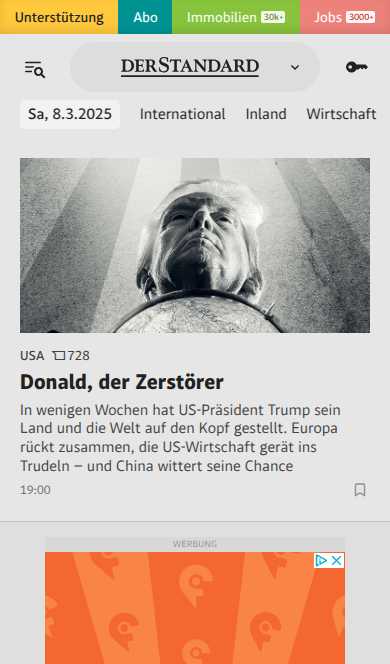 Unterstützung Abo Immobilien 30k+ Jobs 3000+
DERSTANDARD
Sa, 8.3.2025 International Inland Wirtschaft
USA 728
Donald, der Zerstörer
In wenigen Wochen hat US-Präsident Trump sein
Land und die Welt auf den Kopf gestellt. Europa
rückt zusammen, die US-Wirtschaft gerät ins
Trudeln – und China wittert seine Chance
19:00
WERBUNG